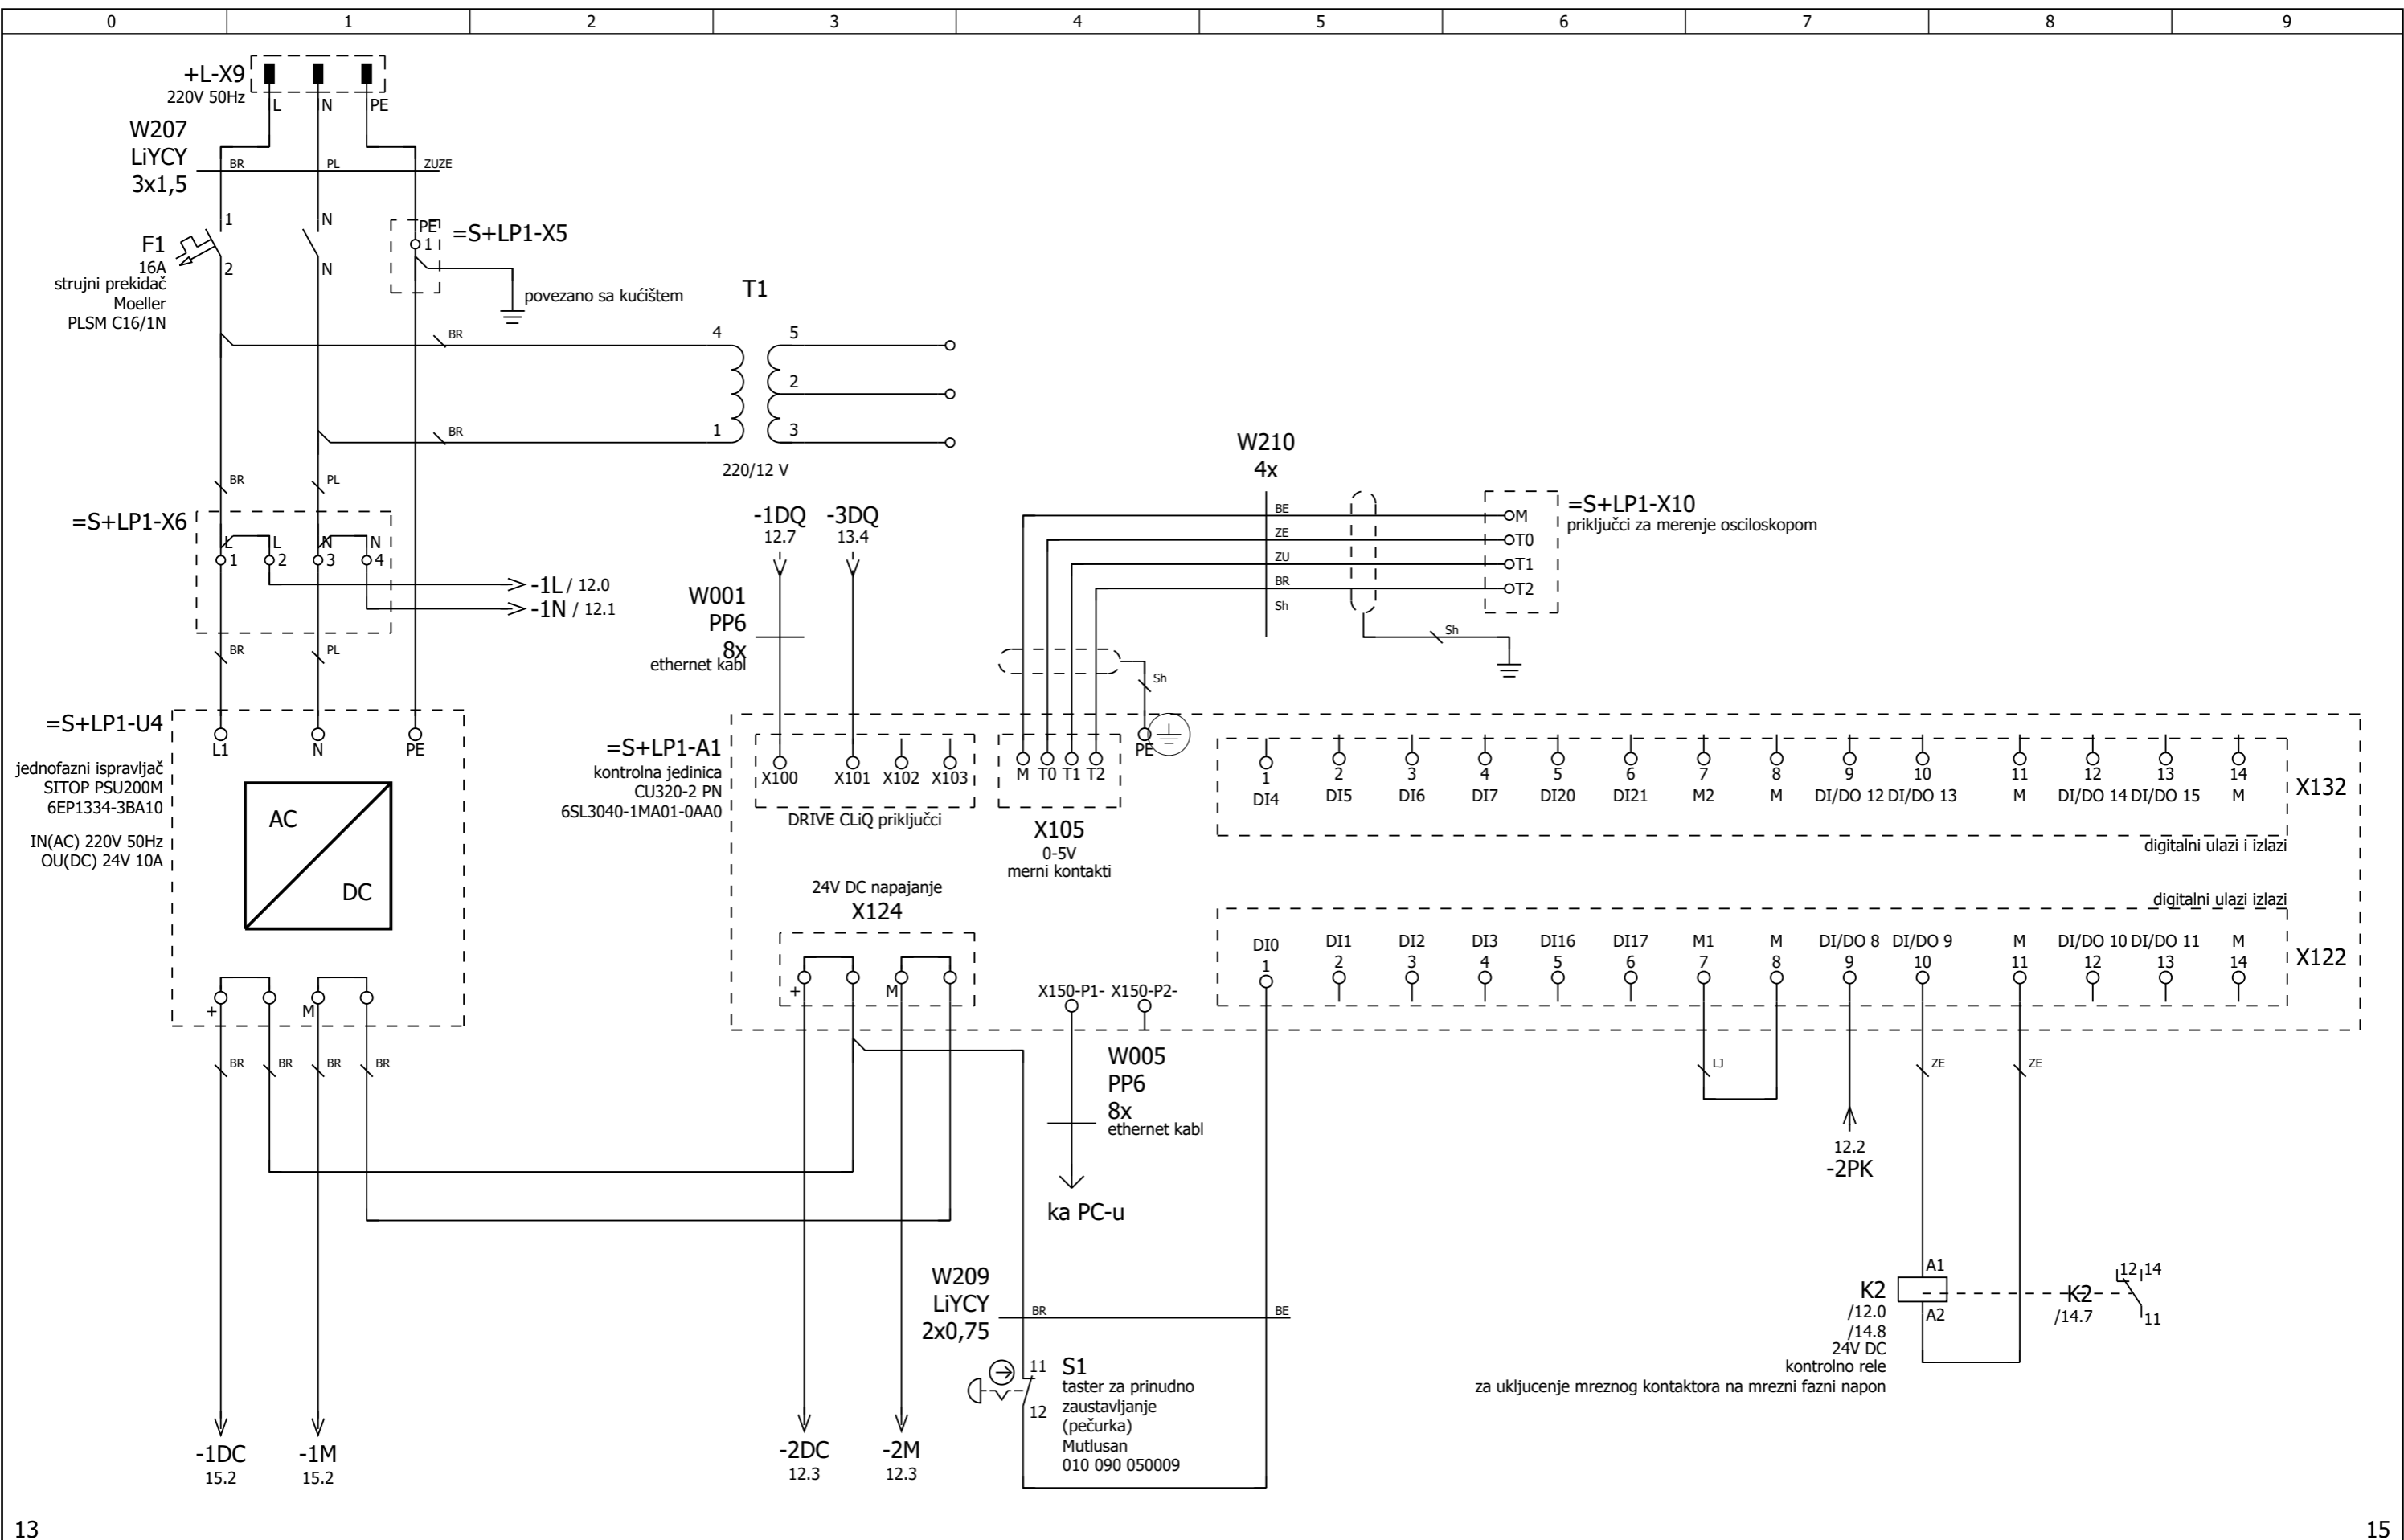 0 1 2 3 4 5 6 7 8 9
+L-X9
220V 50Hz
L N PE
W207
LiYCY
3x1,5
BR PL ZUZE
F1
16A
strujni prekidač
Moeller
PLSM C16/1N
1 N
2 N
PE
1
=S+LP1-X5
povezano sa kućištem
T1
BR
4 5
2
BR
1 3
220/12 V
BR PL
=S+LP1-X6
L L N N
1 2 3 4
-1L / 12.0
-1N / 12.1
BR PL
-1DQ
12.7
-3DQ
13.4
W001
PP6
8x
ethernet kabl
W210
4x
BE
ZE
ZU
BR
Sh
M
T0
T1
T2
=S+LP1-X10
priključci za merenje osciloskopom
Sh
Sh
=S+LP1-U4
jednofazni ispravljač
SITOP PSU200M
6EP1334-3BA10
IN(AC) 220V 50Hz
OU(DC) 24V 10A
L1 N PE
AC
DC
+ M
BR BR BR BR
-1DC
15.2
-1M
15.2
=S+LP1-A1
kontrolna jedinica
CU320-2 PN
6SL3040-1MA01-0AA0
X100 X101 X102 X103
DRIVE CLiQ priključci
M T0 T1 T2
PE
X105
0-5V
merni kontakti
1 2 3 4 5 6 7 8 9 10 11 12 13 14
DI4 DI5 DI6 DI7 DI20 DI21 M2 M DI/DO 12 DI/DO 13 M DI/DO 14 DI/DO 15 M
X132
digitalni ulazi i izlazi
24V DC napajanje
X124
+ M
X150-P1- X150-P2-
digitalni ulazi izlazi
DI0 DI1 DI2 DI3 DI16 DI17 M1 M DI/DO 8 DI/DO 9 M DI/DO 10 DI/DO 11 M
1 2 3 4 5 6 7 8 9 10 11 12 13 14
X122
W005
PP6
8x
ethernet kabl
ka PC-u
LJ
ZE ZE
12.2
-2PK
W209
LiYCY
2x0,75
BR BE
11
12
S1
taster za prinudno
zaustavljanje
(pečurka)
Mutlusan
010 090 050009
-2DC
12.3
-2M
12.3
A1
A2
K2
/12.0
/14.8
24V DC
kontrolno rele
za ukljucenje mreznog kontaktora na mrezni fazni napon
K2
/14.7
12 14
11
13
15